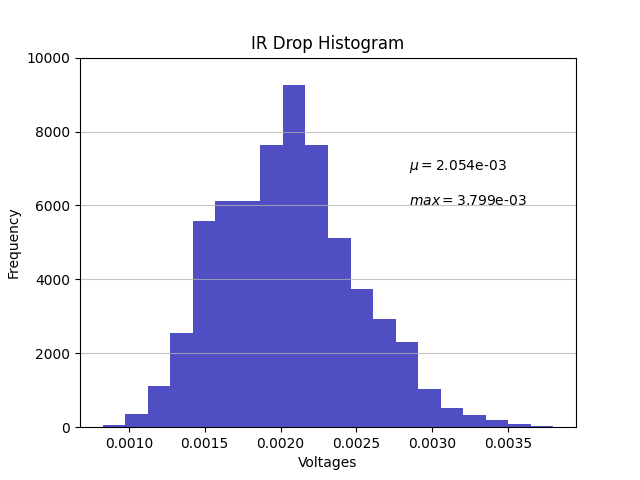 IR Drop Histogram
10000
8000
6000
4000
2000
0
Frequency
μ = 2.054e-03
max = 3.799e-03
0.0010 0.0015 0.0020 0.0025 0.0030 0.0035
Voltages